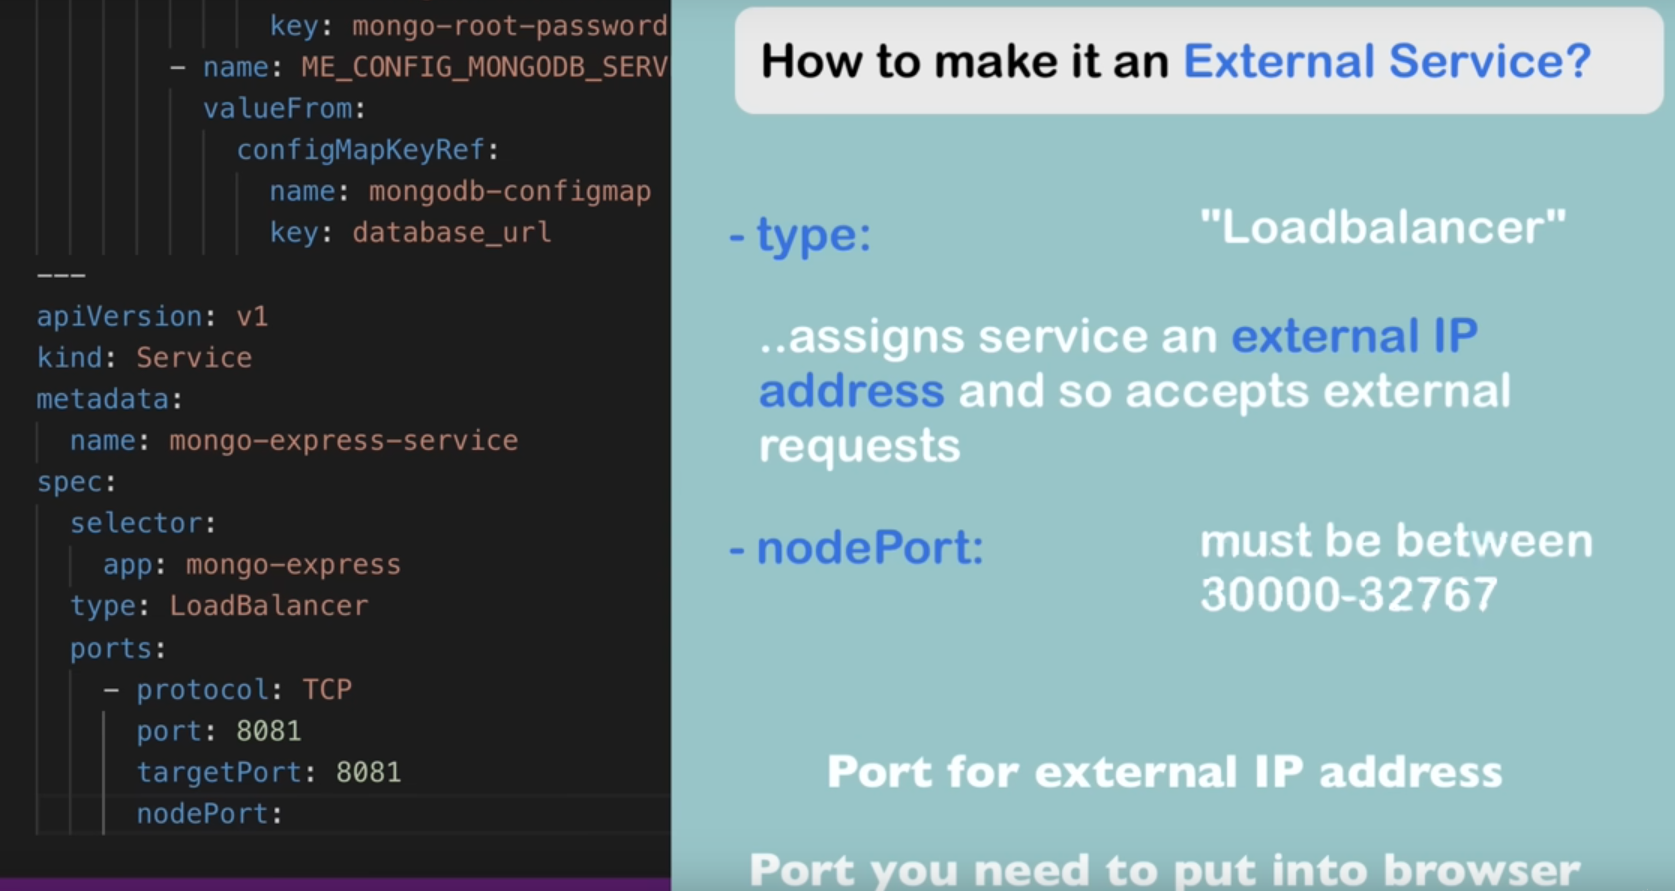 key: mongo-root-password
- name: ME_CONFIG_MONGODB_SERV
valueFrom:
configMapKeyRef:
name: mongodb-configmap
key: database_url
---
apiVersion: v1
kind: Service
metadata:
name: mongo-express-service
spec:
selector:
app: mongo-express
type: LoadBalancer
ports:
- protocol: TCP
port: 8081
targetPort: 8081
nodePort:
How to make it an External Service?
- type: "Loadbalancer"
..assigns service an external IP
address and so accepts external
requests
- nodePort: must be between
30000-32767
Port for external IP address
Port you need to put into browser